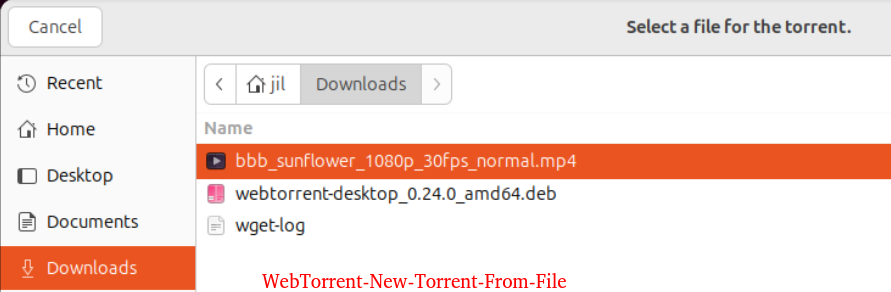 Cancel
Select a file for the torrent.
Recent
Home
Desktop
Documents
Downloads
jil
Downloads
Name
bbb_sunflower_1080p_30fps_normal.mp4
webtorrent-desktop_0.24.0_amd64.deb
wget-log
WebTorrent-New-Torrent-From-File